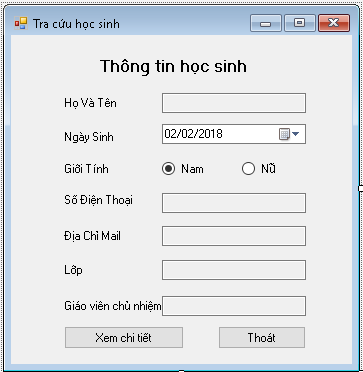 Tra cứu học sinh
Thông tin học sinh
Họ Và Tên
Ngày Sinh 02/02/2018
Giới Tính Nam Nữ
Số Điện Thoại
Địa Chỉ Mail
Lớp
Giáo viên chủ nhiệm
Xem chi tiết Thoát